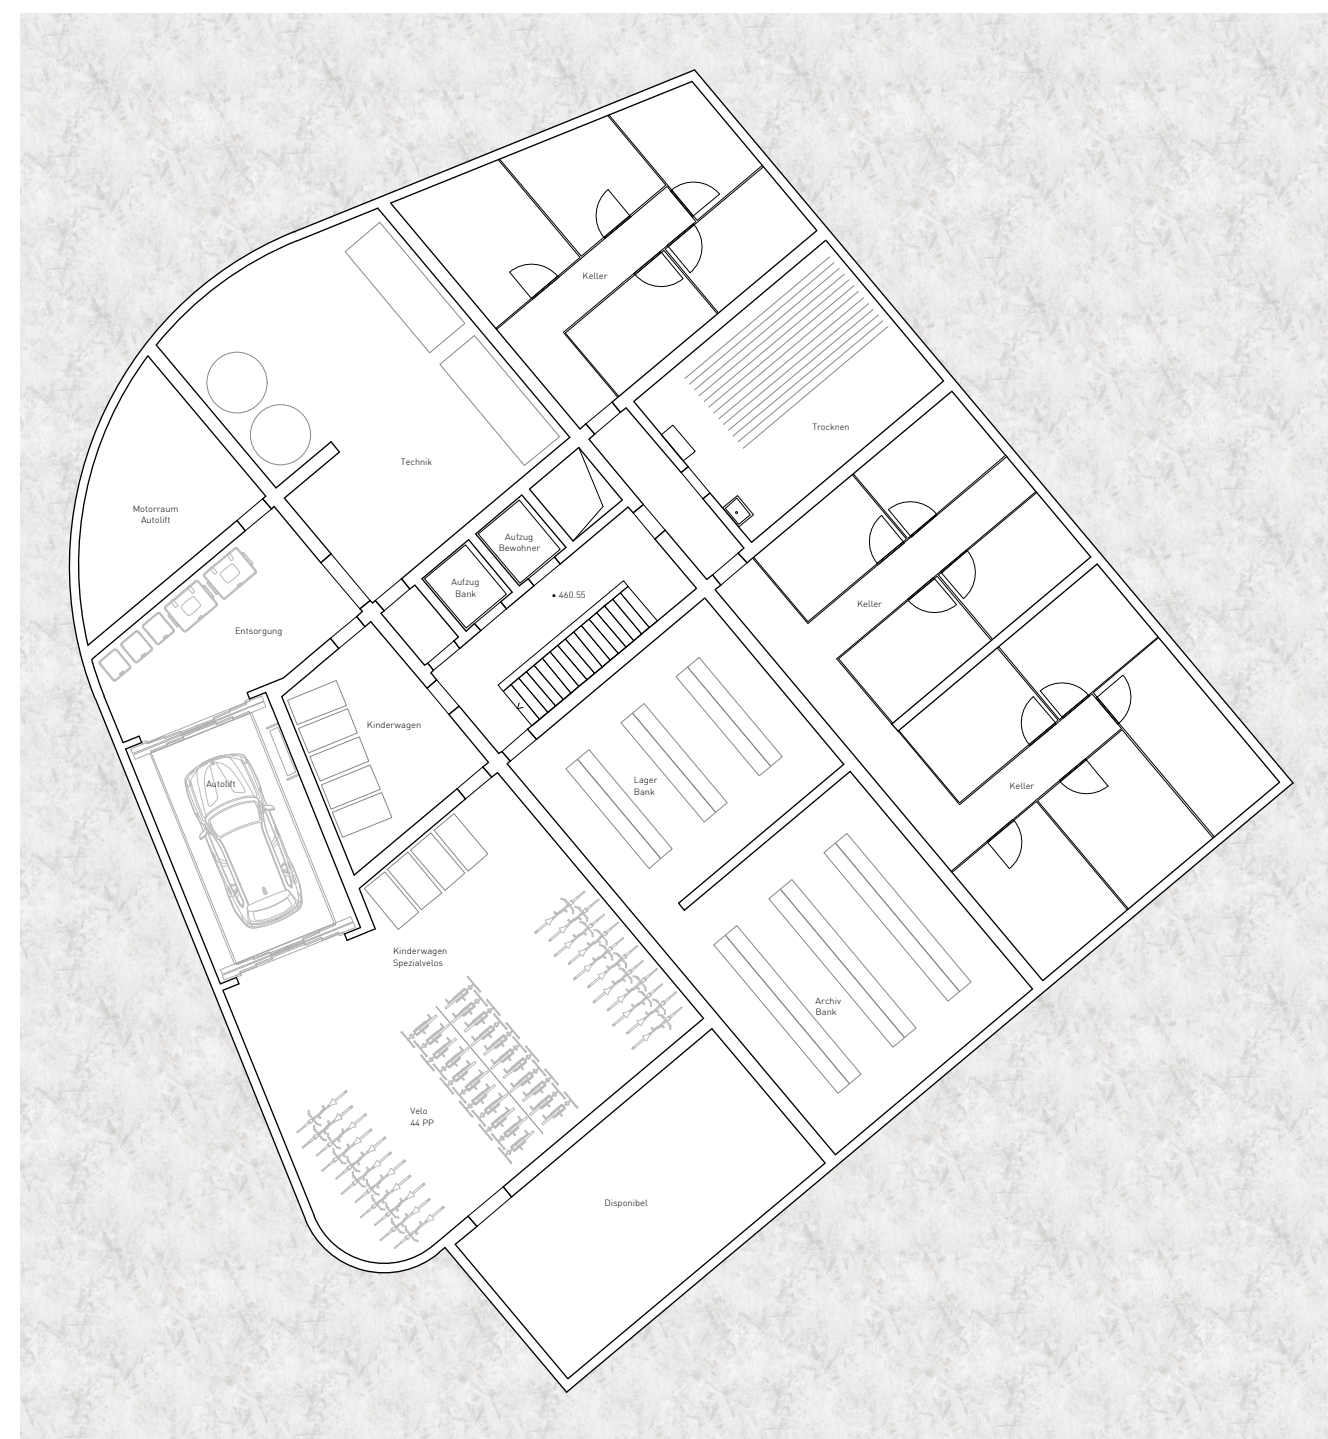 Keller
Trocknen
Technik
Motorraum
Autolift
Aufzug
Bewohner
Aufzug
Bank
460.55
Keller
Entsorgung
Kinderwagen
Lager
Bank
Autolift
Keller
Kinderwagen
Spezialvelos
Archiv
Bank
Velo
44 PP
Disponibel